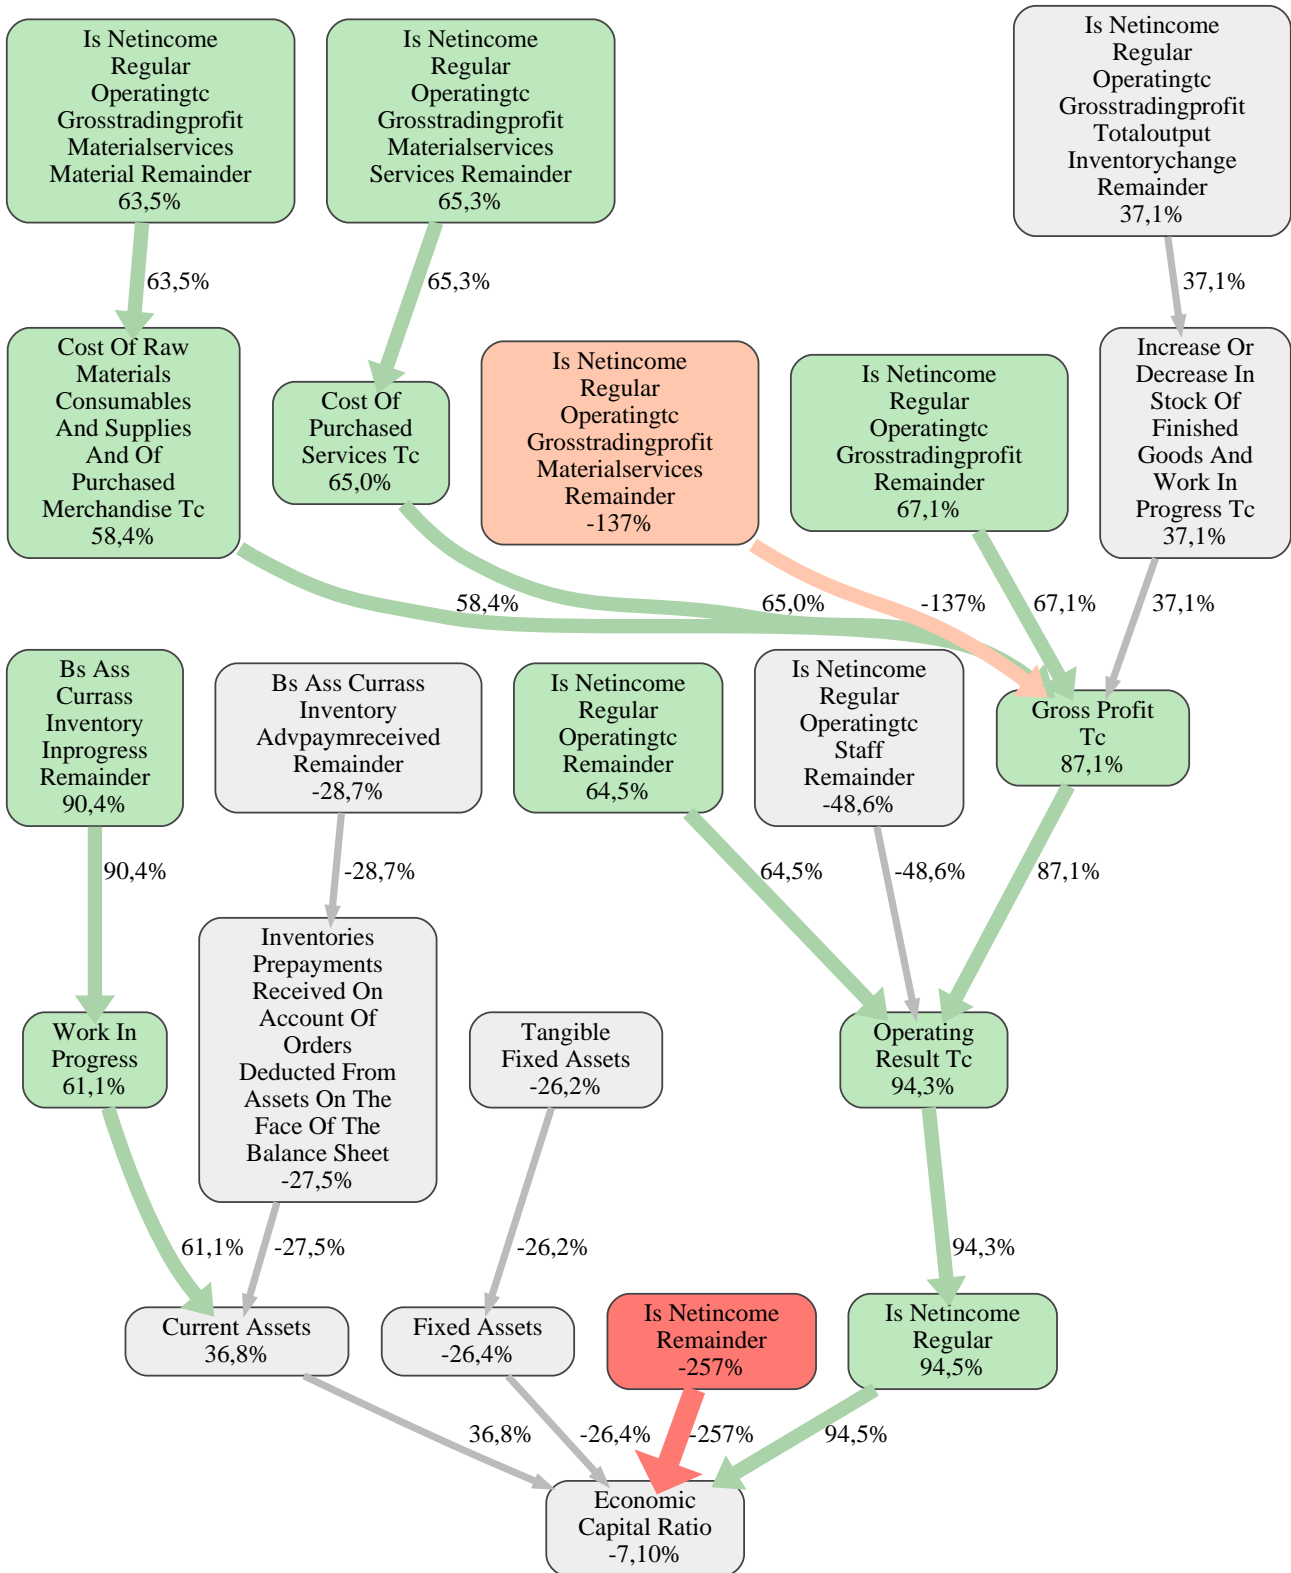 Is Netincome
Regular
Operatingtc
Grosstradingprofit
Materialservices
Material Remainder
63,5%
Is Netincome
Regular
Operatingtc
Grosstradingprofit
Materialservices
Services Remainder
65,3%
Is Netincome
Regular
Operatingtc
Grosstradingprofit
Totaloutput
Inventorychange
Remainder
37,1%
63,5%
65,3%
37,1%
Cost Of Raw
Materials
Consumables
And Supplies
And Of
Purchased
Merchandise Tc
58,4%
Cost Of
Purchased
Services Tc
65,0%
Is Netincome
Regular
Operatingtc
Grosstradingprofit
Materialservices
Remainder
-137%
Is Netincome
Regular
Operatingtc
Grosstradingprofit
Remainder
67,1%
Increase Or
Decrease In
Stock Of
Finished
Goods And
Work In
Progress Tc
37,1%
58,4%
65,0%
-137%
67,1%
37,1%
Bs Ass
Currass
Inventory
Inprogress
Remainder
90,4%
Bs Ass Currass
Inventory
Advpaymreceived
Remainder
-28,7%
Is Netincome
Regular
Operatingtc
Remainder
64,5%
Is Netincome
Regular
Operatingtc
Staff
Remainder
-48,6%
Gross Profit
Tc
87,1%
90,4%
-28,7%
64,5%
-48,6%
87,1%
Work In
Progress
61,1%
Inventories
Prepayments
Received On
Account Of
Orders
Deducted From
Assets On The
Face Of The
Balance Sheet
-27,5%
Tangible
Fixed Assets
-26,2%
Operating
Result Tc
94,3%
61,1%
-27,5%
-26,2%
94,3%
Current Assets
36,8%
Fixed Assets
-26,4%
Is Netincome
Remainder
-257%
Is Netincome
Regular
94,5%
36,8%
-26,4%
-257%
94,5%
Economic
Capital Ratio
-7,10%